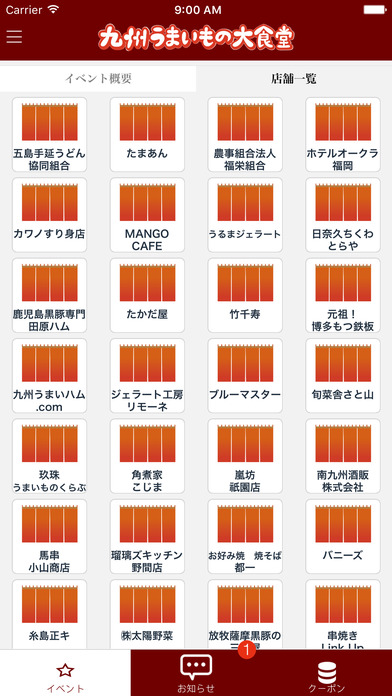 Carrier 9:00 AM
九州うまいもの大食堂
イベント概要 店舗一覧
五島手延うどん
協同組合
たまあん
農事組合法人
福栄組合
ホテルオークラ
福岡
カワノすり身店
MANGO
CAFE
うるまジェラート
日奈久ちくわ
とらや
鹿児島黒豚専門
田原ハム
たかだ屋
竹千寿
元祖！
博多もつ鉄板
九州うまいハム
.com
ジェラート工房
リモーネ
ブルーマスター
旬菜舎さと山
玖珠
うまいものくらぶ
角煮家
こじま
嵐坊
祇園店
南九州酒販
株式会社
馬串
小山商店
瑠璃ズキッチン
野間店
お好み焼 焼そば
都一
バニーズ
糸島正キ
㈱太陽野菜
放牧薩摩黒豚の
三
串焼き
Link Up
1
イベント お知らせ クーポン